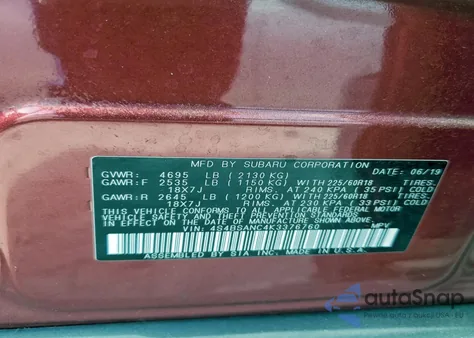 MFD BY SUBARU CORPORATION
DATE 06/19
GVWR: 4695 LB ( 2130 KG)
GAWR:F 2535 LB ( 1150 KG) WITH 225/60R18 TIRES.
18X7J RIMS, AT 240 KPA ( 35 PSI) COLD
GAWR:R 2645 LB ( 1200 KG) WITH 225/60R18 TIRES.
18X7J RIMS, AT 230 KPA ( 33 PSI) COLD
THIS VEHICLE CONFORMS TO ALL APPLICABLE FEDERAL MOTOR
VEHICLE SAFETY AND THEFT PREVENTION STANDARDS IN EFFECT
ON THE DATE OF MANUFACTURE SHOWN ABOVE.
VIN: 4S4BSANC4K3376760 MPV
ASSEMBLED BY SIA INC. IN U.S.A.
autoSnap